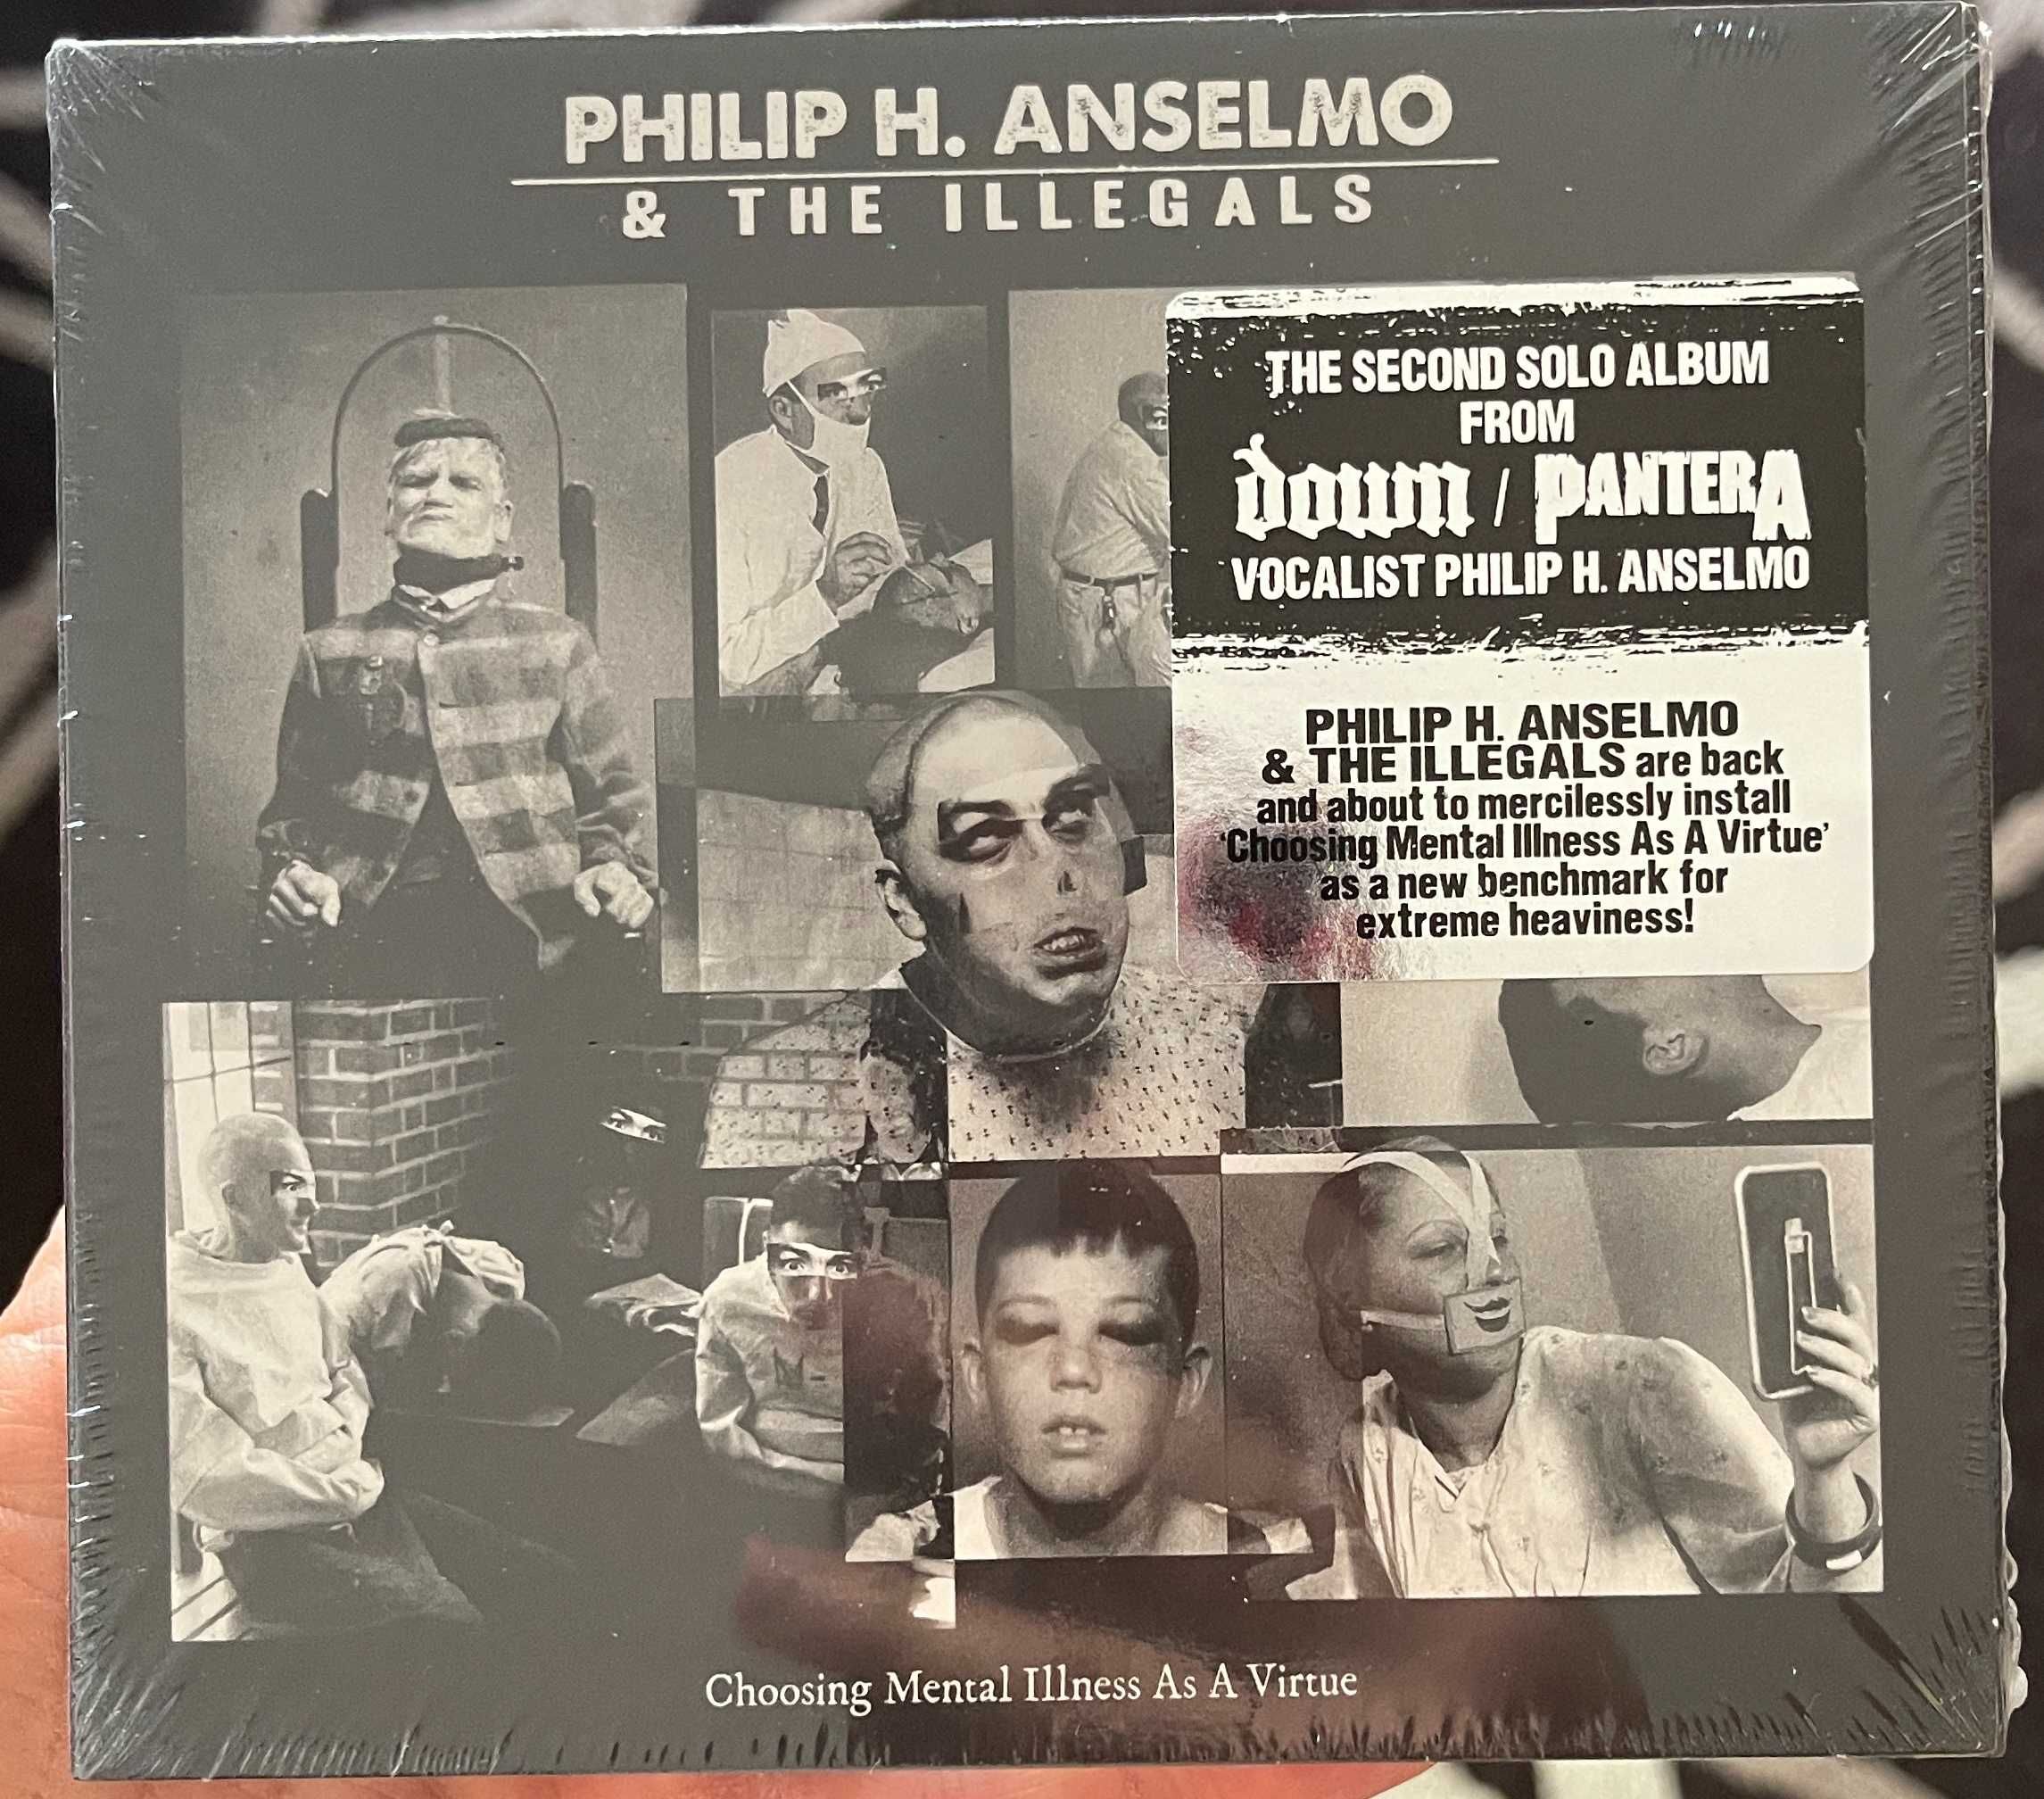 PHILIP H. ANSELMO
& THE ILLEGALS
THE SECOND SOLO ALBUM
FROM
down / PANTERA
VOCALIST PHILIP H. ANSELMO
PHILIP H. ANSELMO
& THE ILLEGALS are back
and about to mercilessly install
'Choosing Mental Illness As A Virtue'
as a new benchmark for
extreme heaviness!
Choosing Mental Illness As A Virtue